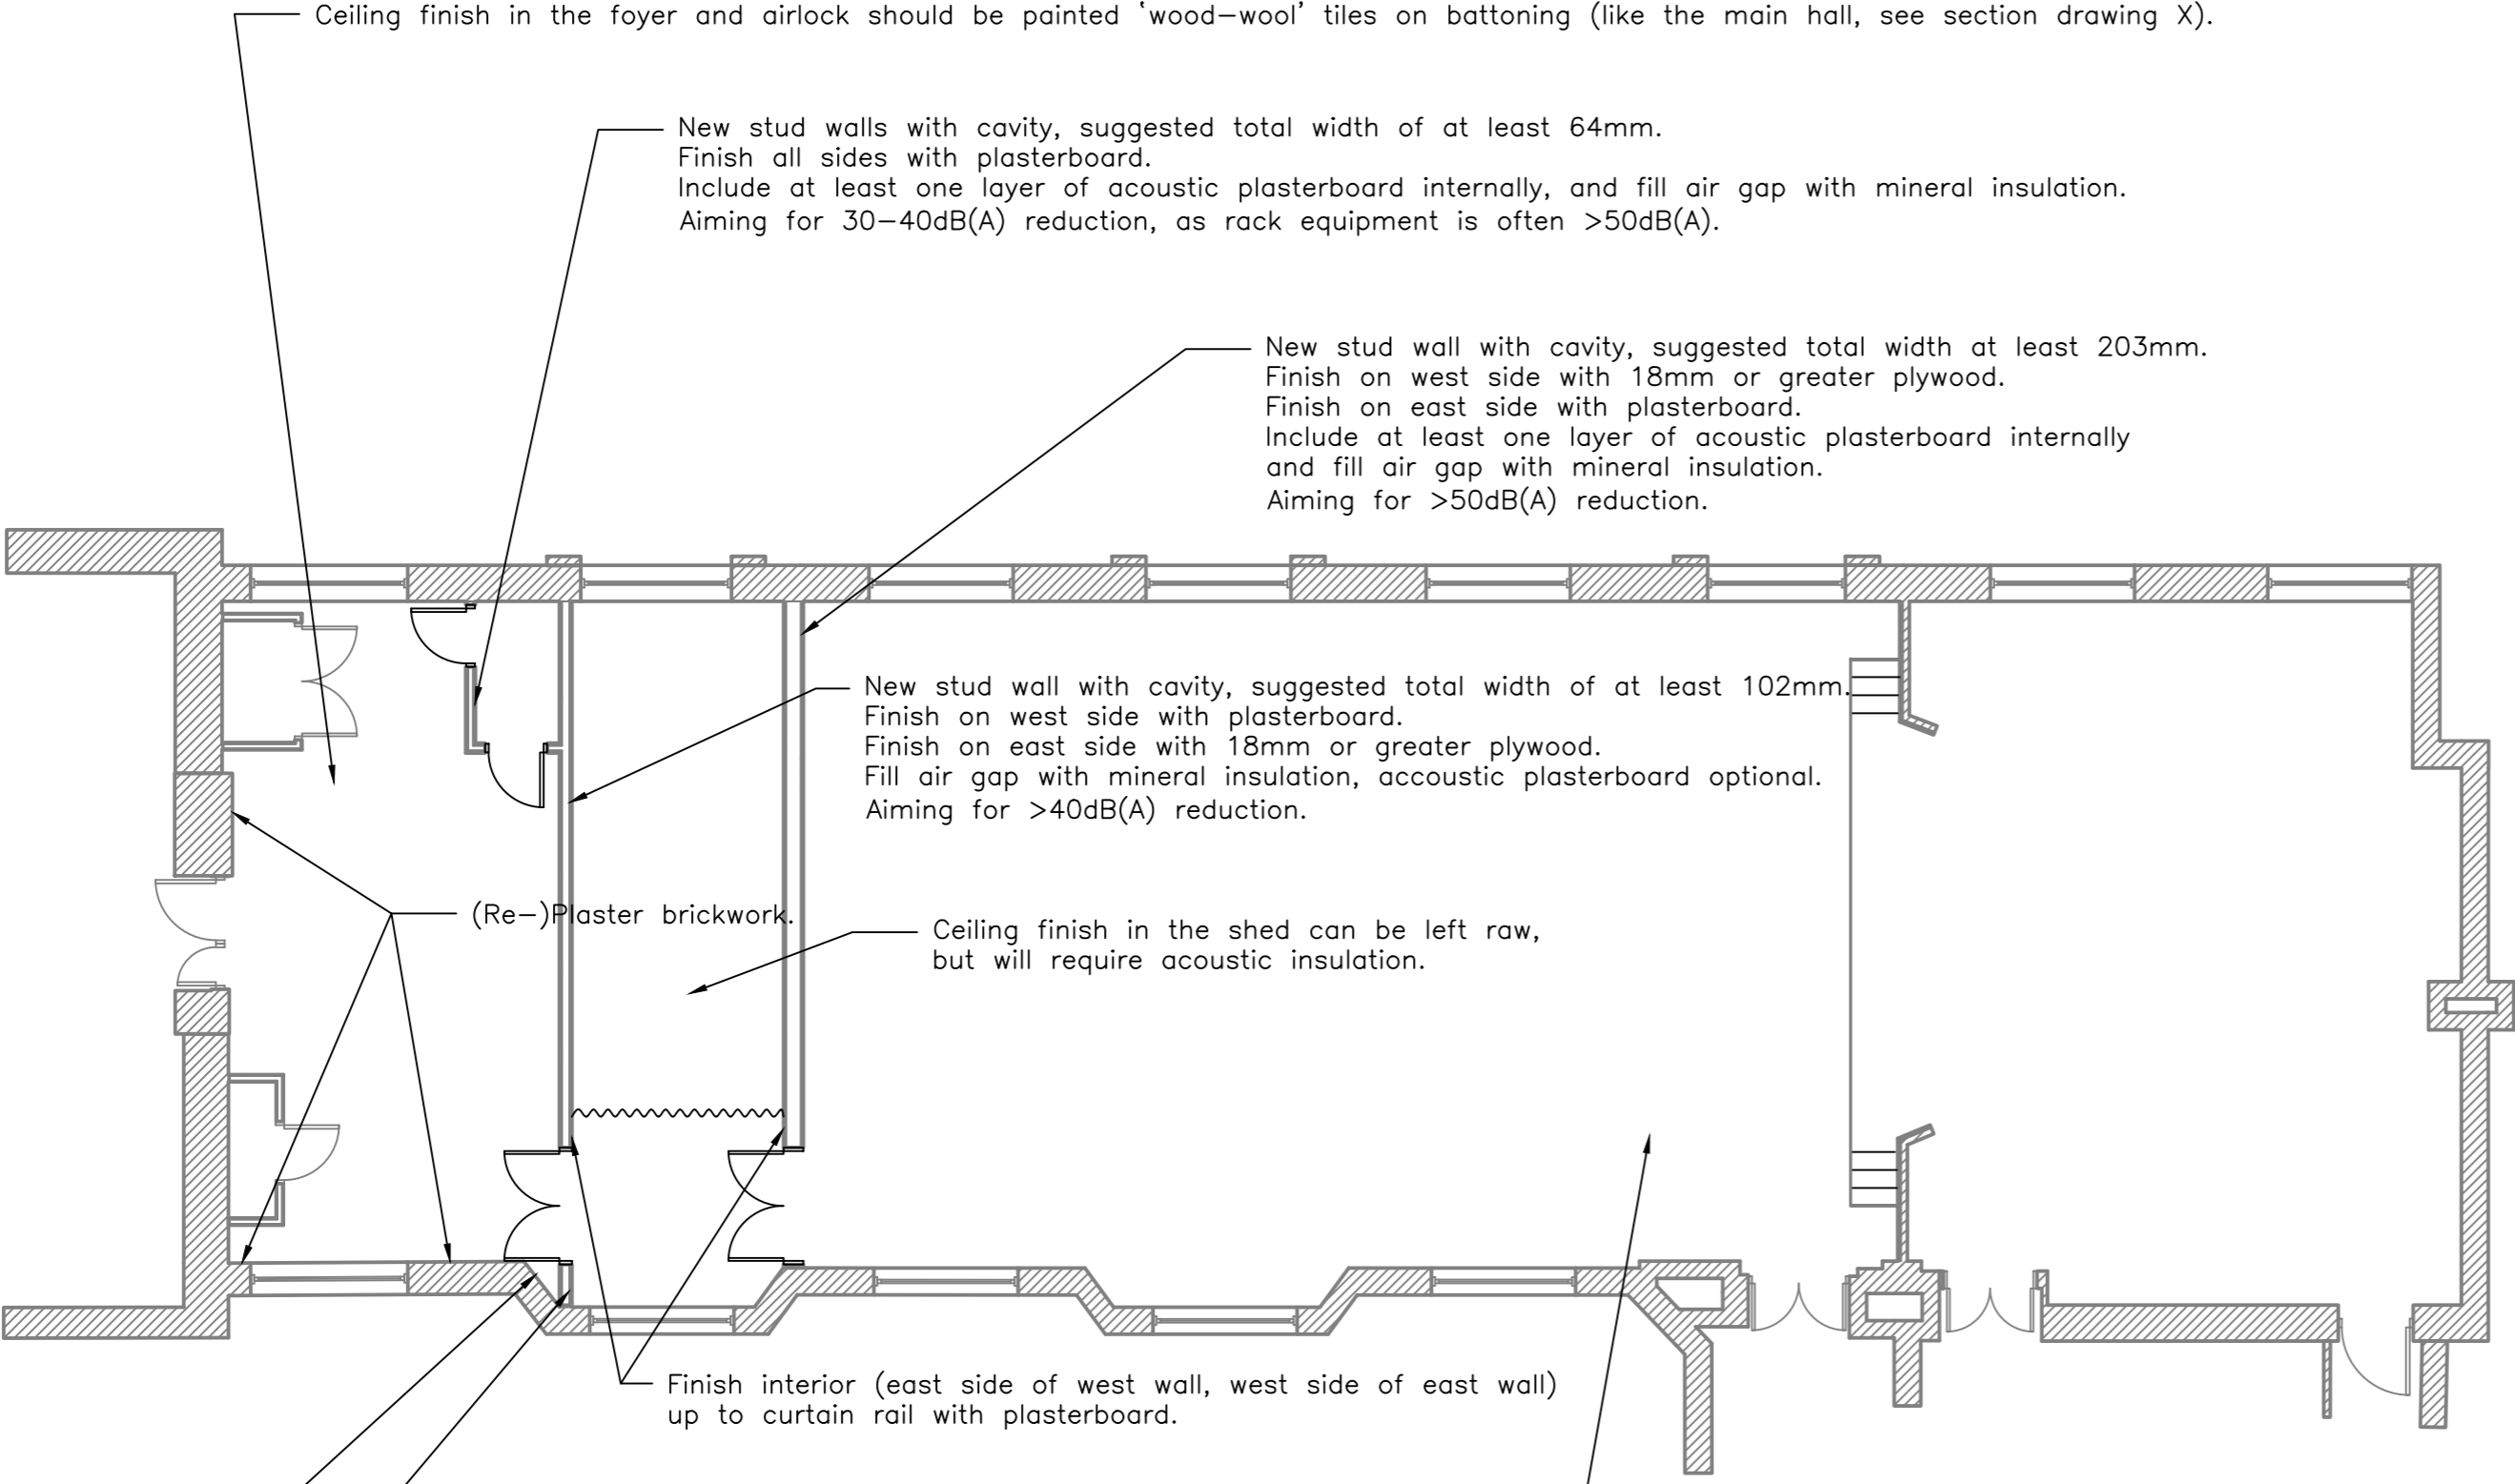 Ceiling finish in the foyer and airlock should be painted ‘wood–wool’ tiles on battoning (like the main hall, see section drawing X).
New stud walls with cavity, suggested total width of at least 64mm.
Finish all sides with plasterboard.
Include at least one layer of acoustic plasterboard internally, and fill air gap with mineral insulation.
Aiming for 30–40dB(A) reduction, as rack equipment is often >50dB(A).
New stud wall with cavity, suggested total width at least 203mm.
Finish on west side with 18mm or greater plywood.
Finish on east side with plasterboard.
Include at least one layer of acoustic plasterboard internally
and fill air gap with mineral insulation.
Aiming for >50dB(A) reduction.
New stud wall with cavity, suggested total width of at least 102mm.
Finish on west side with plasterboard.
Finish on east side with 18mm or greater plywood.
Fill air gap with mineral insulation, accoustic plasterboard optional.
Aiming for >40dB(A) reduction.
(Re–)Plaster brickwork.
Ceiling finish in the shed can be left raw,
but will require acoustic insulation.
Finish interior (east side of west wall, west side of east wall)
up to curtain rail with plasterboard.